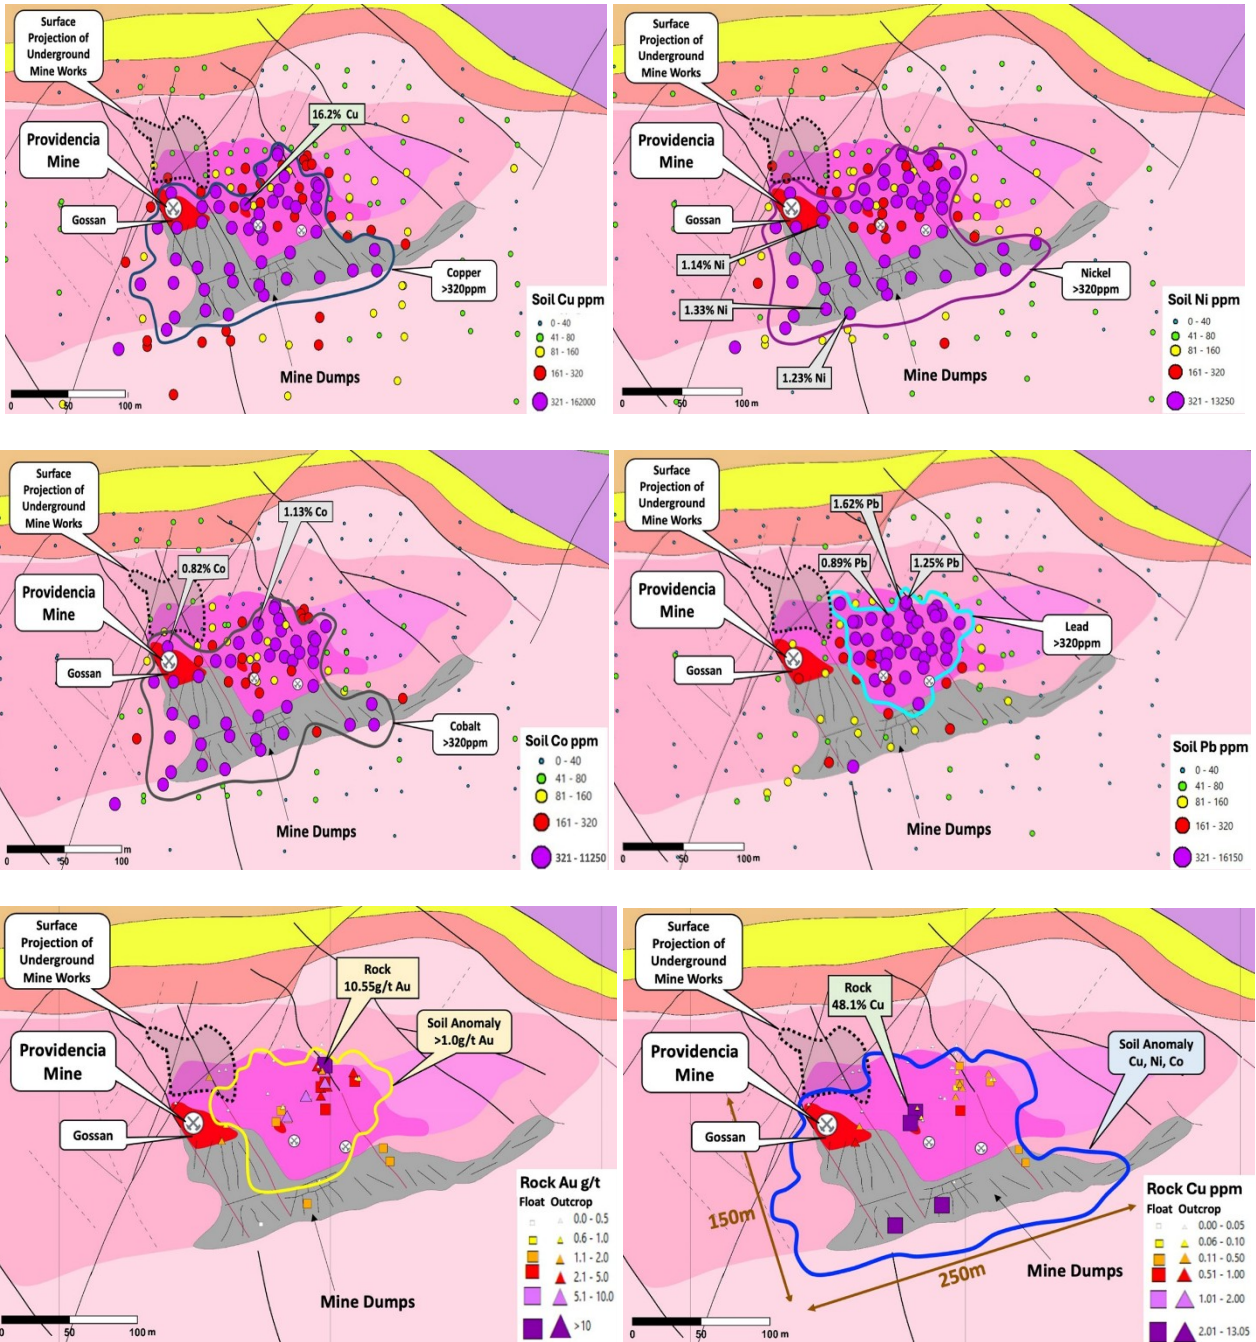 Surface
Projection of
Underground
Mine Works
16.2% Cu
Providencia
Mine
Gossan
Copper
>320ppm
Soil Cu ppm
0 - 40
41 - 80
81 - 160
161 - 320
321 - 162000
Mine Dumps
0 50 100 m
Surface
Projection of
Underground
Mine Works
Providencia
Mine
Gossan
1.14% Ni
1.33% Ni
1.23% Ni
Nickel
>320ppm
Soil Ni ppm
0 - 40
41 - 80
81 - 160
161 - 320
321 - 13250
Mine Dumps
0 50 100 m
Surface
Projection of
Underground
Mine Works
1.13% Co
0.82% Co
Providencia
Mine
Gossan
Cobalt
>320ppm
Soil Co ppm
0 - 40
41 - 80
81 - 160
161 - 320
321 - 11250
Mine Dumps
0 50 100 m
Surface
Projection of
Underground
Mine Works
1.62% Pb
0.89% Pb
1.25% Pb
Providencia
Mine
Gossan
Lead
>320ppm
Soil Pb ppm
0 - 40
41 - 80
81 - 160
161 - 320
321 - 16150
Mine Dumps
0 50 100 m
Surface
Projection of
Underground
Mine Works
Rock
10.55g/t Au
Soil Anomaly
>1.0g/t Au
Providencia
Mine
Gossan
Rock Au g/t
Float Outcrop
0.0 - 0.5
0.6 - 1.0
1.1 - 2.0
2.1 - 5.0
5.1 - 10.0
>10
Mine Dumps
0 50 100 m
Surface
Projection of
Underground
Mine Works
Rock
48.1% Cu
Soil Anomaly
Cu, Ni, Co
Providencia
Mine
Gossan
150m
250m
Rock Cu ppm
Float Outcrop
0.00 - 0.05
0.06 - 0.10
0.11 - 0.50
0.51 - 1.00
1.01 - 2.00
2.01 - 13.05
Mine Dumps
0 50 100 m